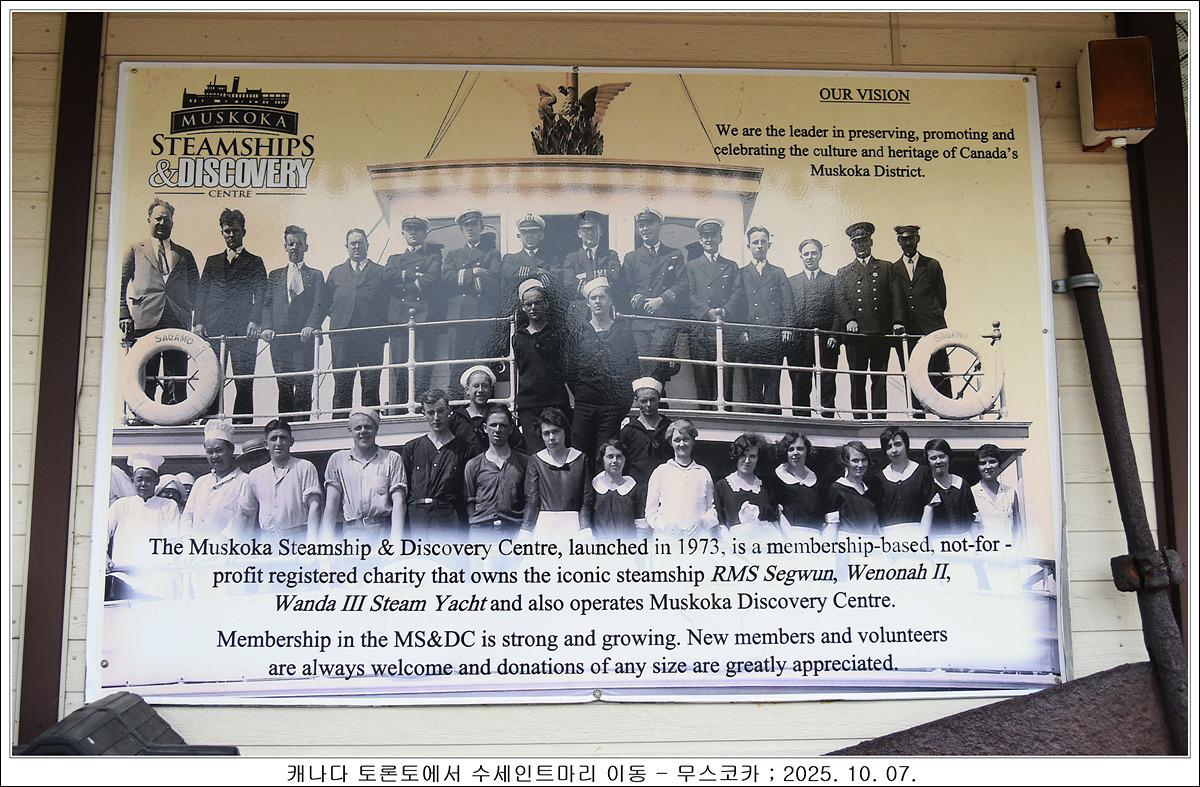 MUSKOKA
STEAMSHIPS
&DISCOVERY
CENTRE
OUR VISION
We are the leader in preserving, promoting and
celebrating the culture and heritage of Canada's
Muskoka District.
SAGAMO
SAGAMO
The Muskoka Steamship & Discovery Centre, launched in 1973, is a membership-based, not-for -
profit registered charity that owns the iconic steamship RMS Segwun, Wenonah II,
Wanda III Steam Yacht and also operates Muskoka Discovery Centre.
Membership in the MS&DC is strong and growing. New members and volunteers
are always welcome and donations of any size are greatly appreciated.
캐나다 토론토에서 수세인트마리 이동 - 무스코카 ; 2025. 10. 07.